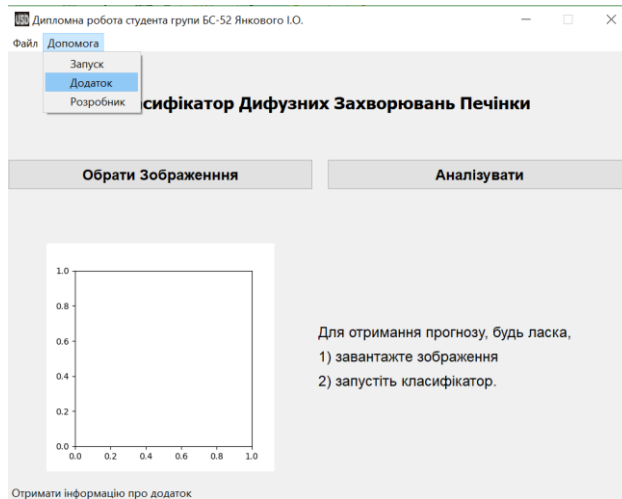 USD Дипломна робота студента групи БС-52 Янкового І.О.
Файл Допомога
Запуск
Додаток
Розробник
сифікатор Дифузних Захворювань Печінки
Обрати Зображенння
Аналізувати
1.0
0.8
0.6
0.4
0.2
0.0
0.0 0.2 0.4 0.6 0.8 1.0
Для отримання прогнозу, будь ласка,
1) завантажте зображення
2) запустіть класифікатор.
Отримати інформацію про додаток